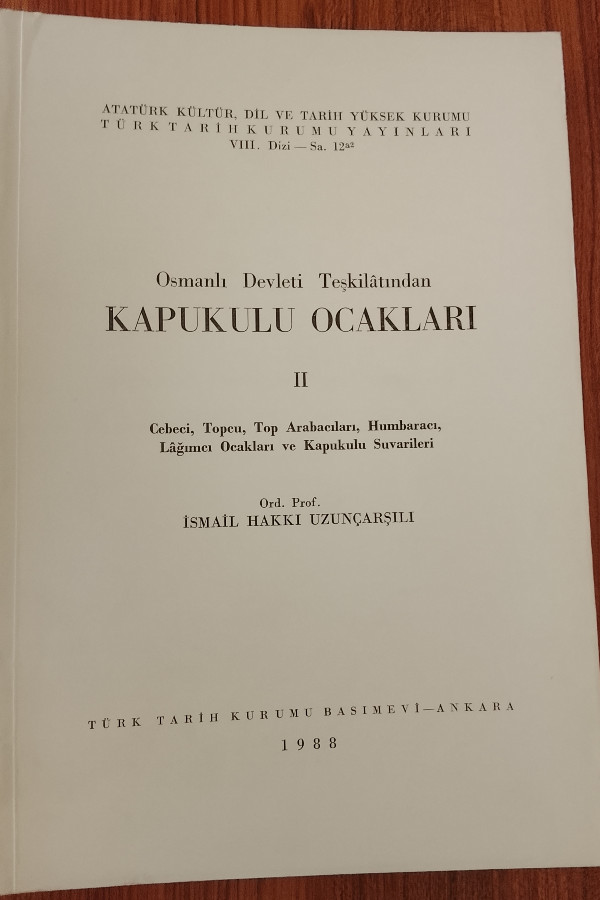 ATATÜRK KÜLTÜR, DİL VE TARİH YÜKSEK KURUMU
TÜRK TARİH KURUMU YAYINLARI
VIII. Dizi — Sa. 12a2
Osmanlı Devleti Teşkilâtından
KAPUKULU OCAKLARI
II
Cebeci, Topcu, Top Arabacıları, Humbaracı,
Lâğımcı Ocakları ve Kapukulu Suvarileri
Ord. Prof.
İSMAİL HAKKI UZUNÇARŞILI
TÜRK TARİH KURUMU BASIMEVİ—ANKARA
1988